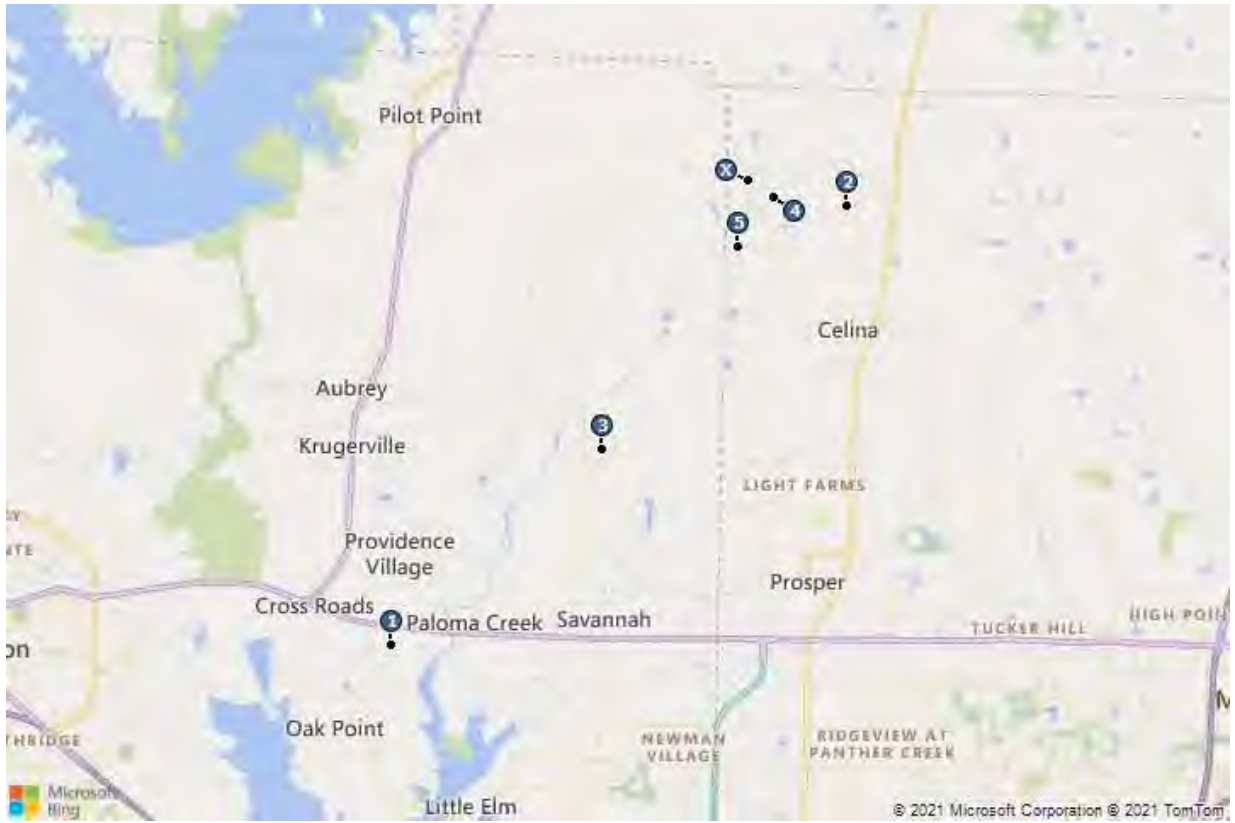 Pilot Point
X
2
4
5
Celina
Aubrey
3
Krugerville
LIGHT FARMS
Providence
Village
Prosper
Cross Roads
1
Paloma Creek
Savannah
HIGH POIN
TUCKER HILL
on
Oak Point
NEWMAN
VILLAGE
RIDGEVIEW AT
PANTHER CREEK
THBRIDGE
M
Little Elm
Microsoft
Bing
© 2021 Microsoft Corporation © 2021 TomTom